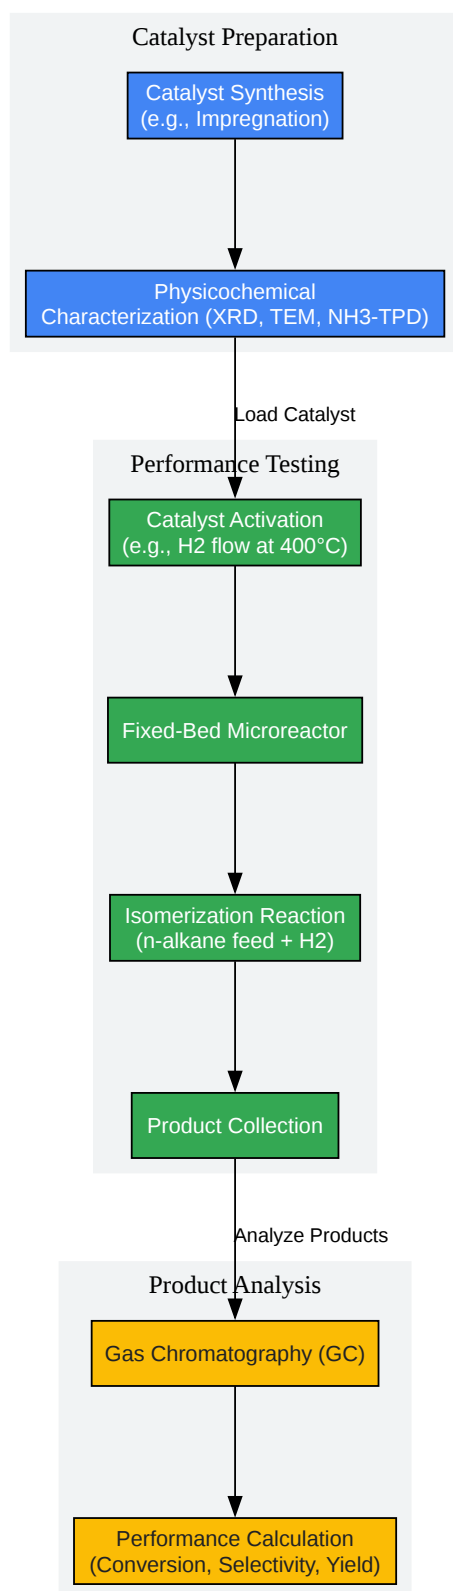 Catalyst Preparation
Catalyst Synthesis
(e.g., Impregnation)
Physicochemical
Characterization (XRD, TEM, NH3-TPD)
Load Catalyst
Performance Testing
Catalyst Activation
(e.g., H2 flow at 400°C)
Fixed-Bed Microreactor
Isomerization Reaction
(n-alkane feed + H2)
Product Collection
Analyze Products
Product Analysis
Gas Chromatography (GC)
Performance Calculation
(Conversion, Selectivity, Yield)